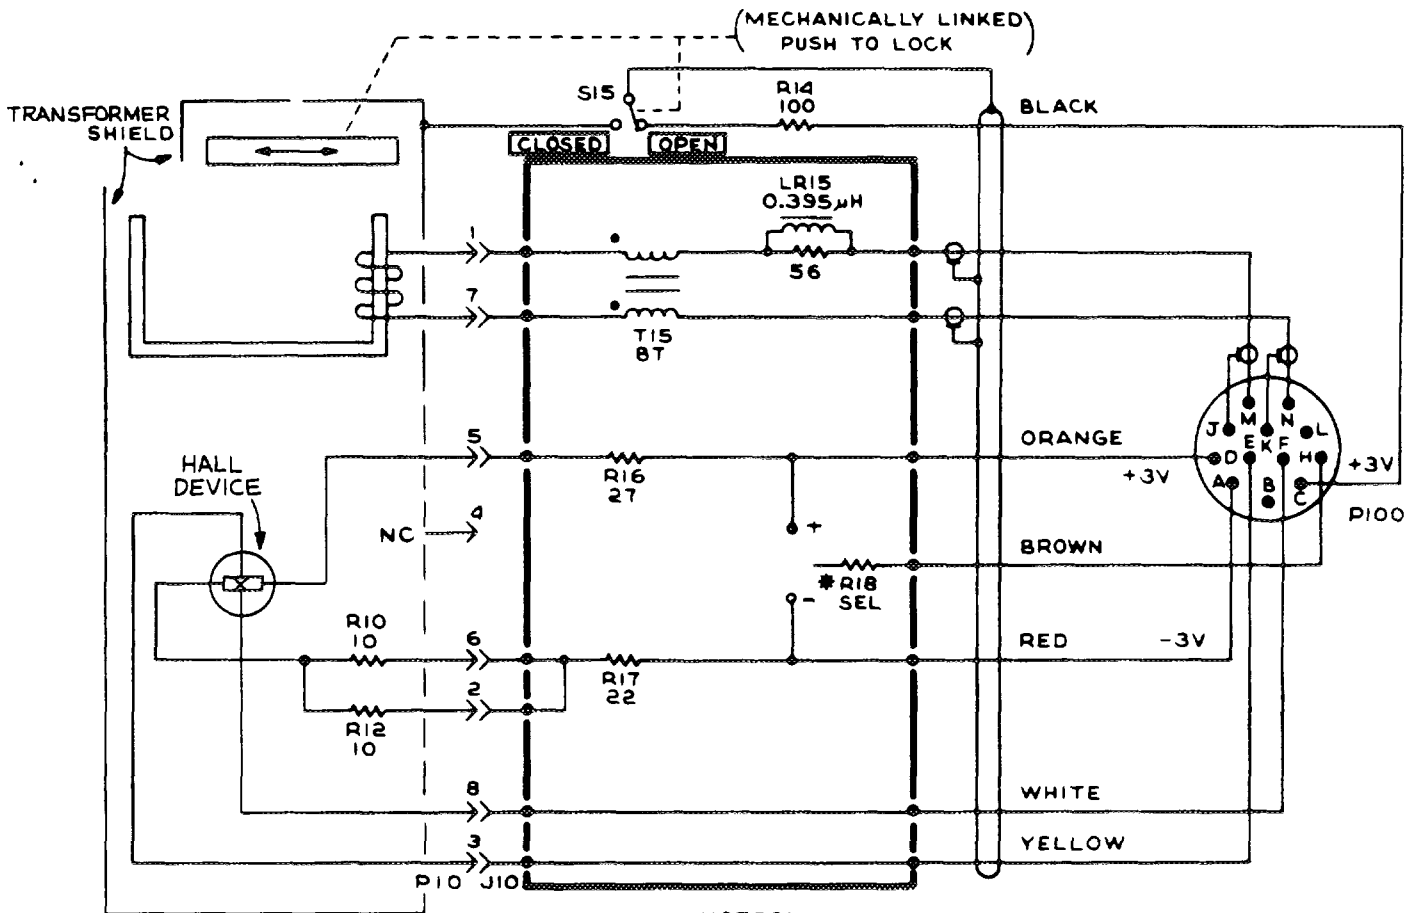 (MECHANICALLY LINKED)
PUSH TO LOCK
TRANSFORMER
SHIELD
S15
R14
100
BLACK
CLOSED
OPEN
LR15
0.395µH
56
1
7
T15
8T
J
M
K
N
L
D
E
F
H
A
B
C
+3V
+3V
P100
5
ORANGE
R16
27
HALL
DEVICE
NC
4
+
BROWN
* R18
SEL
-
R10
10
6
RED
-3V
R17
22
2
R12
10
8
WHITE
3
YELLOW
P10
J10